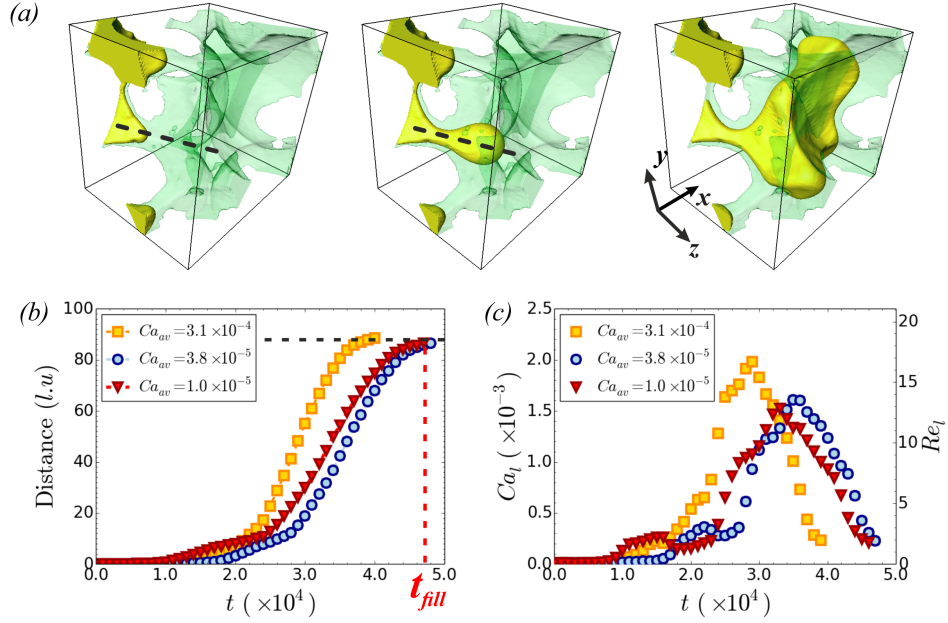 (a)
y
x
z
(b)
100
80
60
40
20
0
Distance (l.u)
Ca_av = 3.1 ×10⁻⁴
Ca_av = 3.8 ×10⁻⁵
Ca_av = 1.0 ×10⁻⁵
0.0 1.0 2.0 3.0 4.0 5.0
t (×10⁴)
t_fill
(c)
2.5
2.0
1.5
1.0
0.5
0.0
Ca_l (×10⁻³)
Ca_av = 3.1 ×10⁻⁴
Ca_av = 3.8 ×10⁻⁵
Ca_av = 1.0 ×10⁻⁵
20
15
10
5
0
Re_l
0.0 1.0 2.0 3.0 4.0 5.0
t (×10⁴)